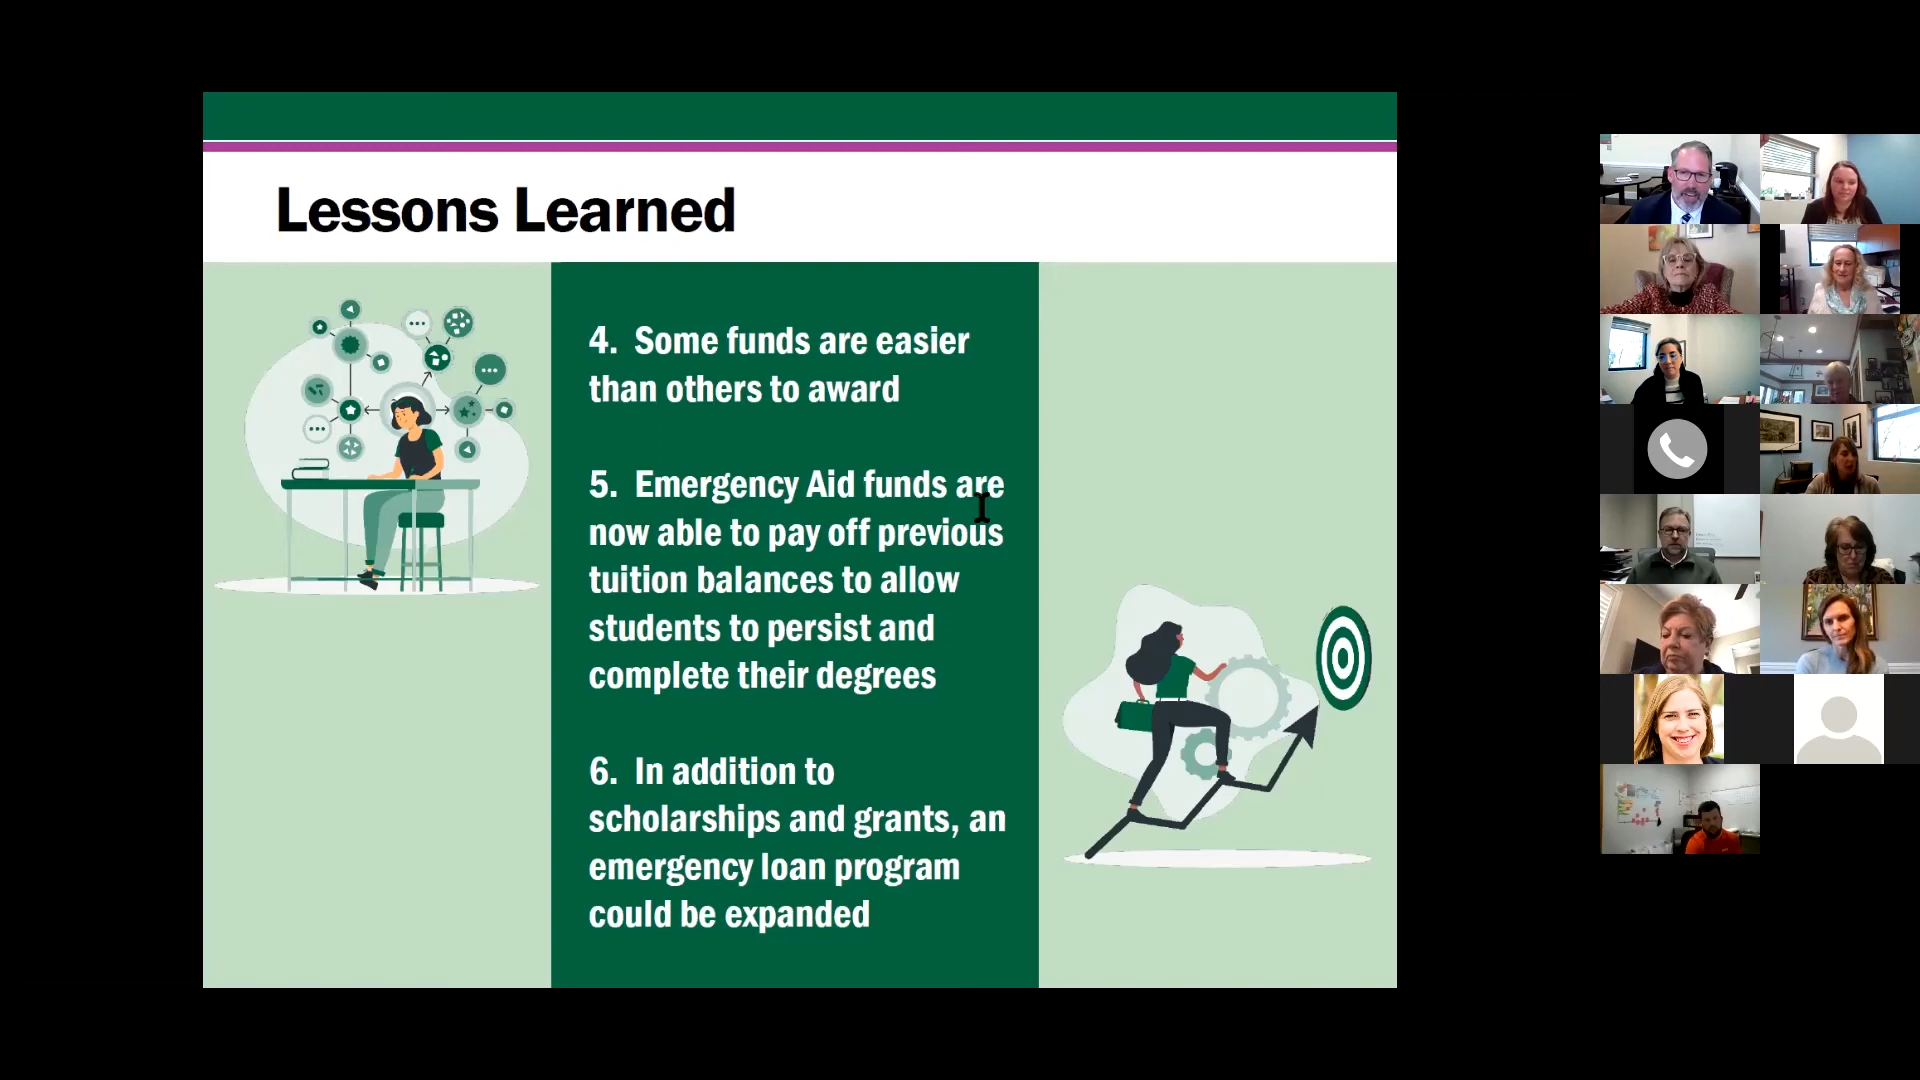 Lessons Learned
4. Some funds are easier
than others to award
5. Emergency Aid funds are
now able to pay off previous
tuition balances to allow
students to persist and
complete their degrees
6. In addition to
scholarships and grants, an
emergency loan program
could be expanded